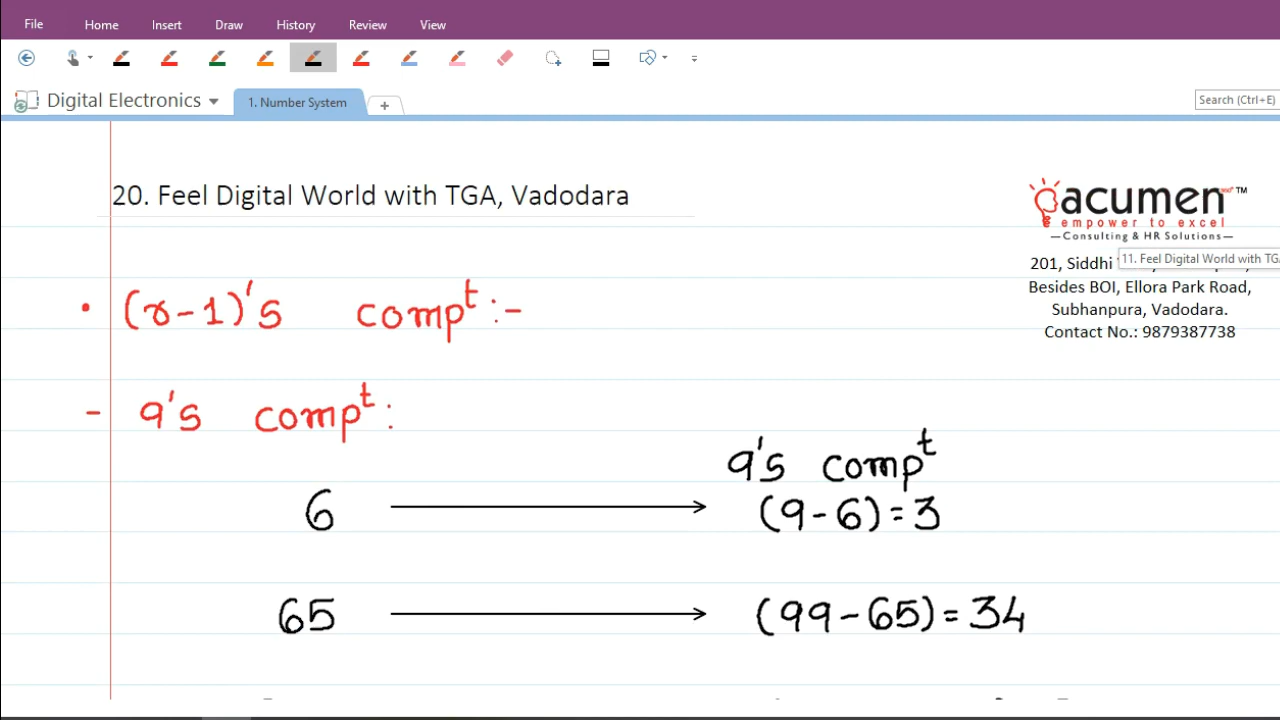 File Home Insert Draw History Review View
Digital Electronics 1. Number System +
Search (Ctrl+E)
20. Feel Digital World with TGA, Vadodara
acumen ™
empower to excel
—Consulting & HR Solutions—
11. Feel Digital World with TGA
201, Siddhi
Besides BOI, Ellora Park Road,
Subhanpura, Vadodara.
Contact No.: 9879387738
• (r-1)'s compt:-
- 9's compt:
9's compt
6 → (9-6)=3
65 → (99-65)=34